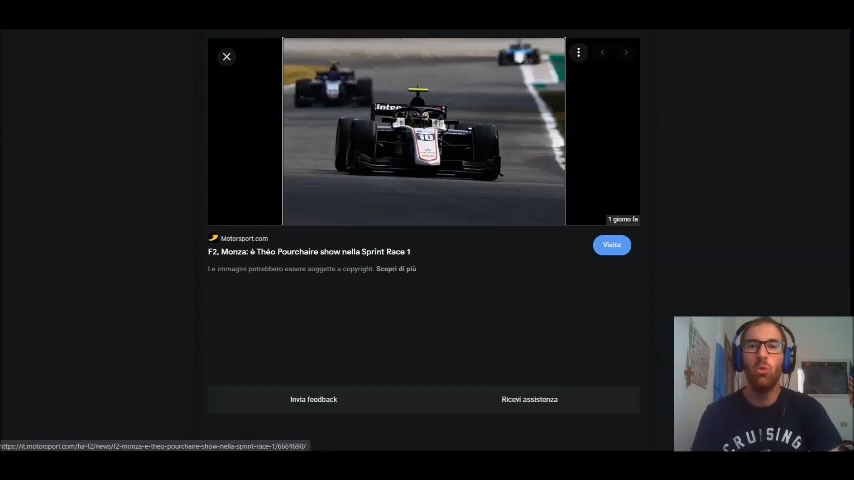 10
1 giorno fa
Motorsport.com
F2, Monza: è Théo Pourchaire show nella Sprint Race 1
Visita
Le immagini potrebbero essere soggette a copyright. Scopri di più
Invia feedback
Ricevi assistenza
CRUISING
https://it.motorsport.com/fia-f2/news/f2-monza-e-theo-pourchaire-show-nella-sprint-race-1/6664690/